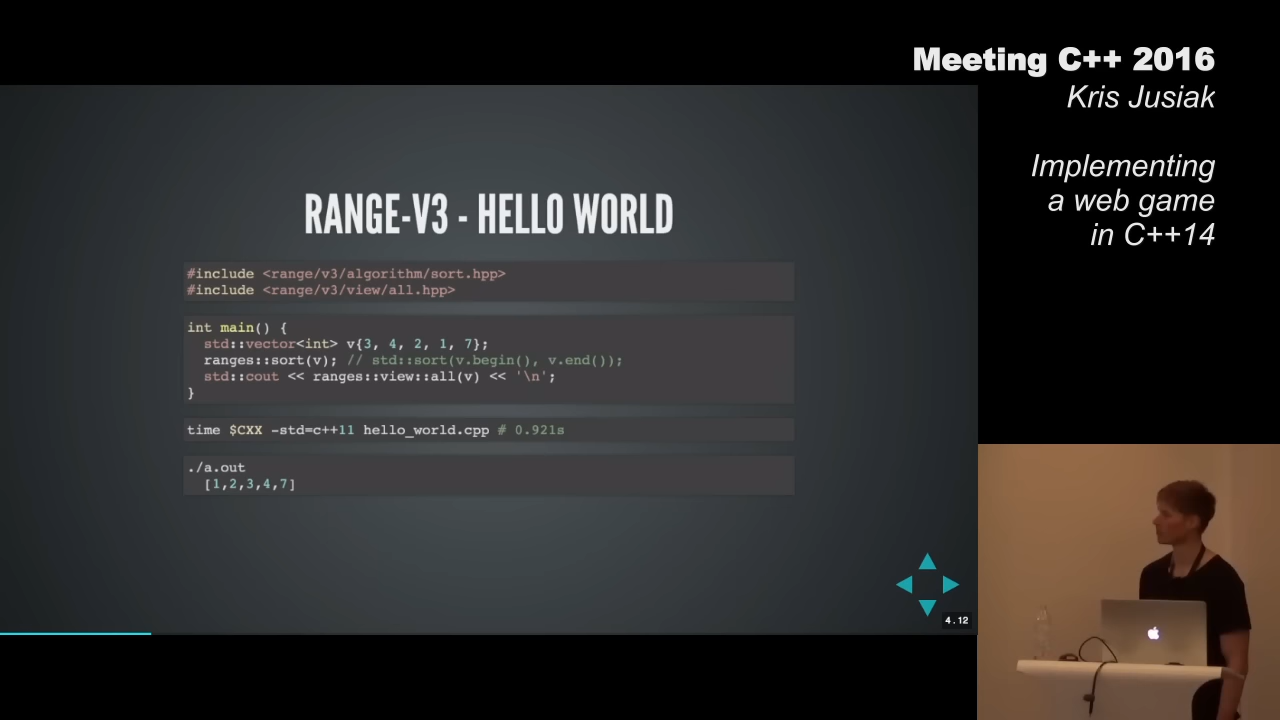 Meeting C++ 2016
Kris Jusiak
Implementing
a web game
in C++14
RANGE-V3 - HELLO WORLD
#include <range/v3/algorithm/sort.hpp>
#include <range/v3/view/all.hpp>
int main() {
  std::vector<int> v{3, 4, 2, 1, 7};
  ranges::sort(v); // std::sort(v.begin(), v.end());
  std::cout << ranges::view::all(v) << '\n';
}
time $CXX -std=c++11 hello_world.cpp # 0.921s
./a.out
  [1,2,3,4,7]
4.12